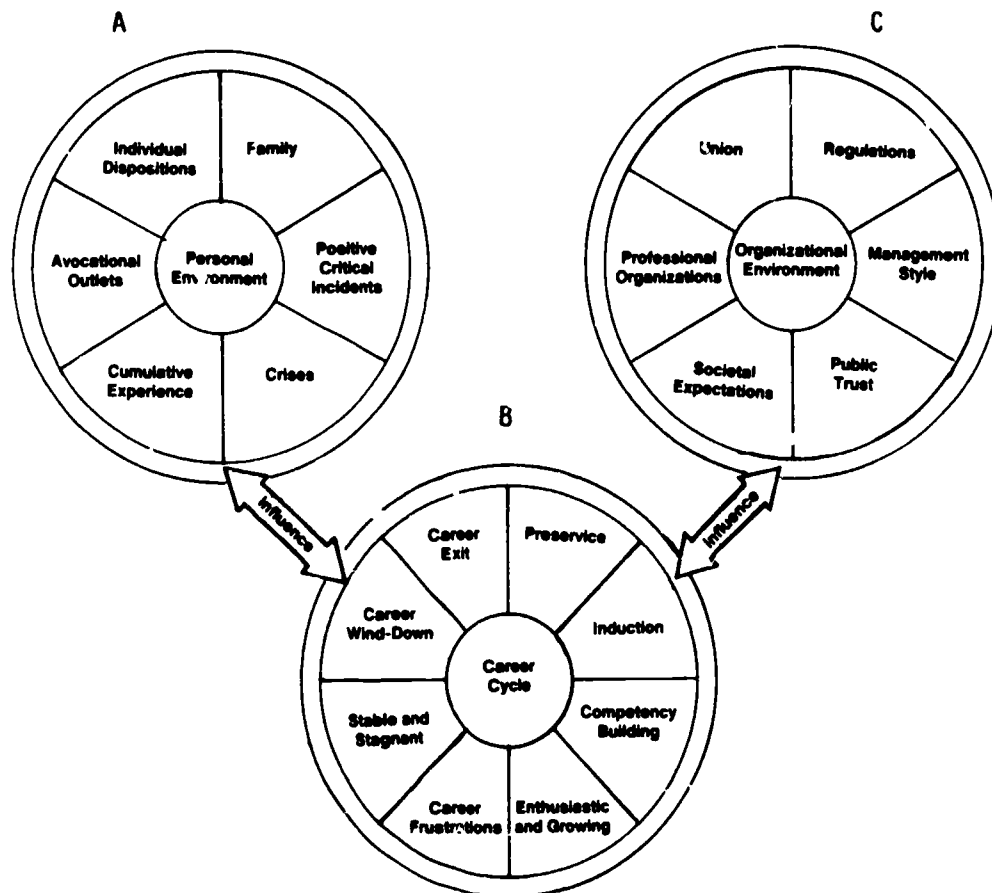 A
Individual
Dispositions
Family
Avocational
Outlets
Personal
Environment
Positive
Critical
Incidents
Cumulative
Experience
Crises
C
Union
Regulations
Professional
Organizations
Organizational
Environment
Management
Style
Societal
Expectations
Public
Trust
Influence
Influence
B
Career
Exit
Preservice
Career
Wind-Down
Induction
Career
Cycle
Stable and
Stagnant
Competency
Building
Career
Frustrations
Enthusiastic
and Growing